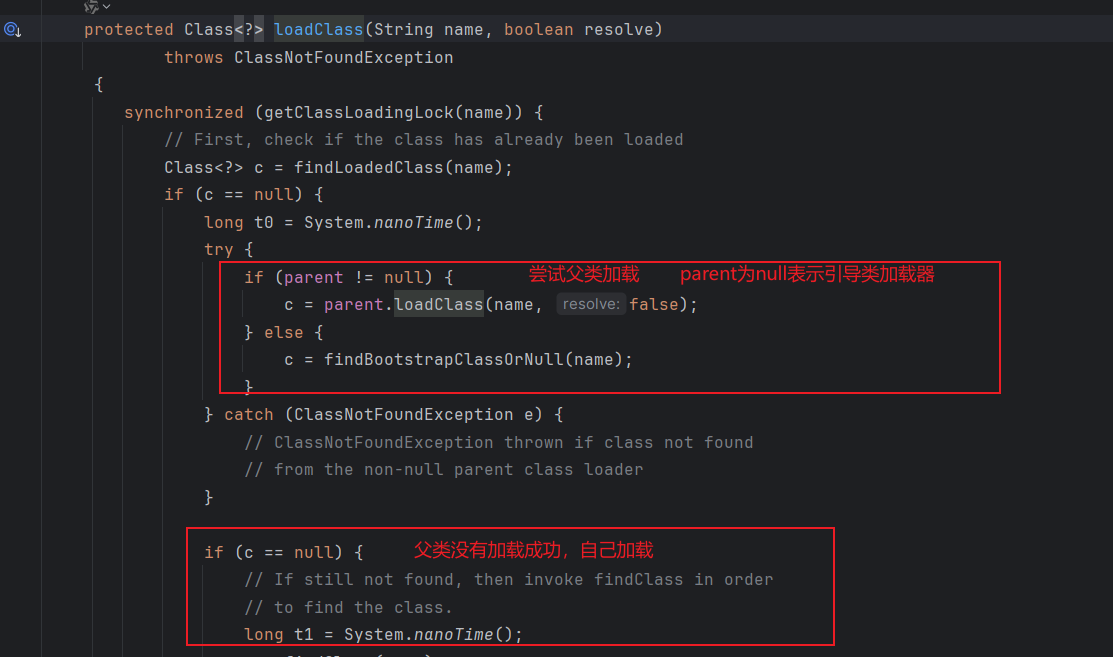 protected Class<?> loadClass(String name, boolean resolve)
throws ClassNotFoundException
{
synchronized (getClassLoadingLock(name)) {
// First, check if the class has already been loaded
Class<?> c = findLoadedClass(name);
if (c == null) {
long t0 = System.nanoTime();
try {
if (parent != null) { 尝试父类加载 parent为null表示引导类加载器
c = parent.loadClass(name, resolve: false);
} else {
c = findBootstrapClassOrNull(name);
}
} catch (ClassNotFoundException e) {
// ClassNotFoundException thrown if class not found
// from the non-null parent class loader
}
if (c == null) { 父类没有加载成功，自己加载
// If still not found, then invoke findClass in order
// to find the class.
long t1 = System.nanoTime();